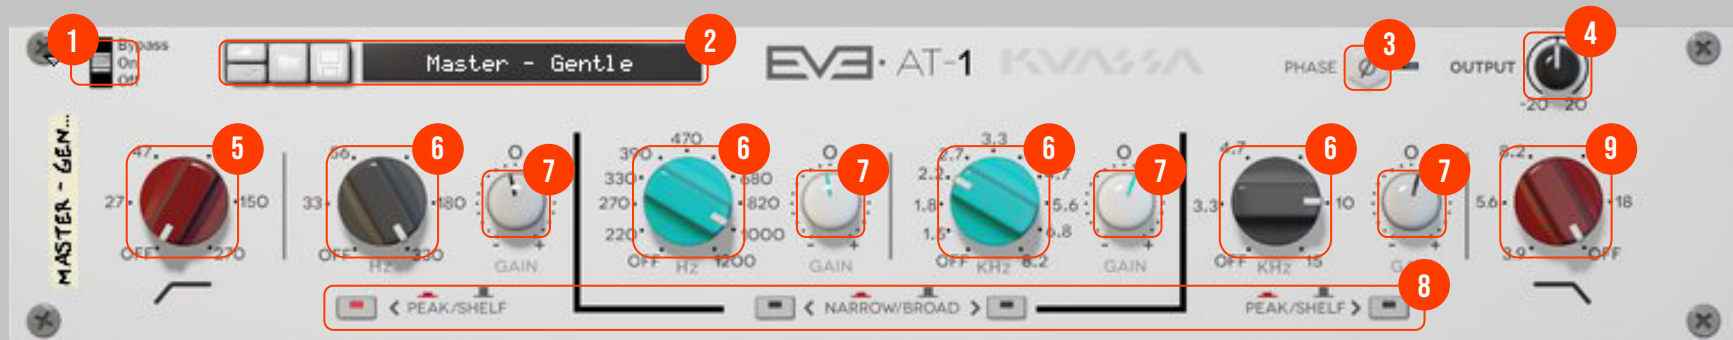 1
Bypass
On
Off
2
Master - Gentle
EVE · AT-1
KVASSA
3
PHASE
Ø
OUTPUT
4
-20 20
MASTER - GEN...
5
47
27
150
OFF
270
6
56
33
180
OFF
330
Hz
7
0
- +
GAIN
6
470
390
330
270
220
680
820
1000
OFF
Hz
1200
7
0
- +
GAIN
6
3.3
2.7
2.2
1.8
1.5
4.7
5.6
6.8
OFF
KHz
8.2
7
0
- +
GAIN
6
4.7
3.3
10
OFF
KHz
15
7
0
- +
9
8.2
5.6
18
3.9
OFF
8
< PEAK/SHELF
< NARROW/BROAD >
PEAK/SHELF >